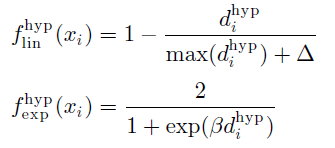 f_lin^hyp(x_i) = 1 − d_i^hyp / (max(d_i^hyp) + Δ)
f_exp^hyp(x_i) = 2 / (1 + exp(βd_i^hyp))